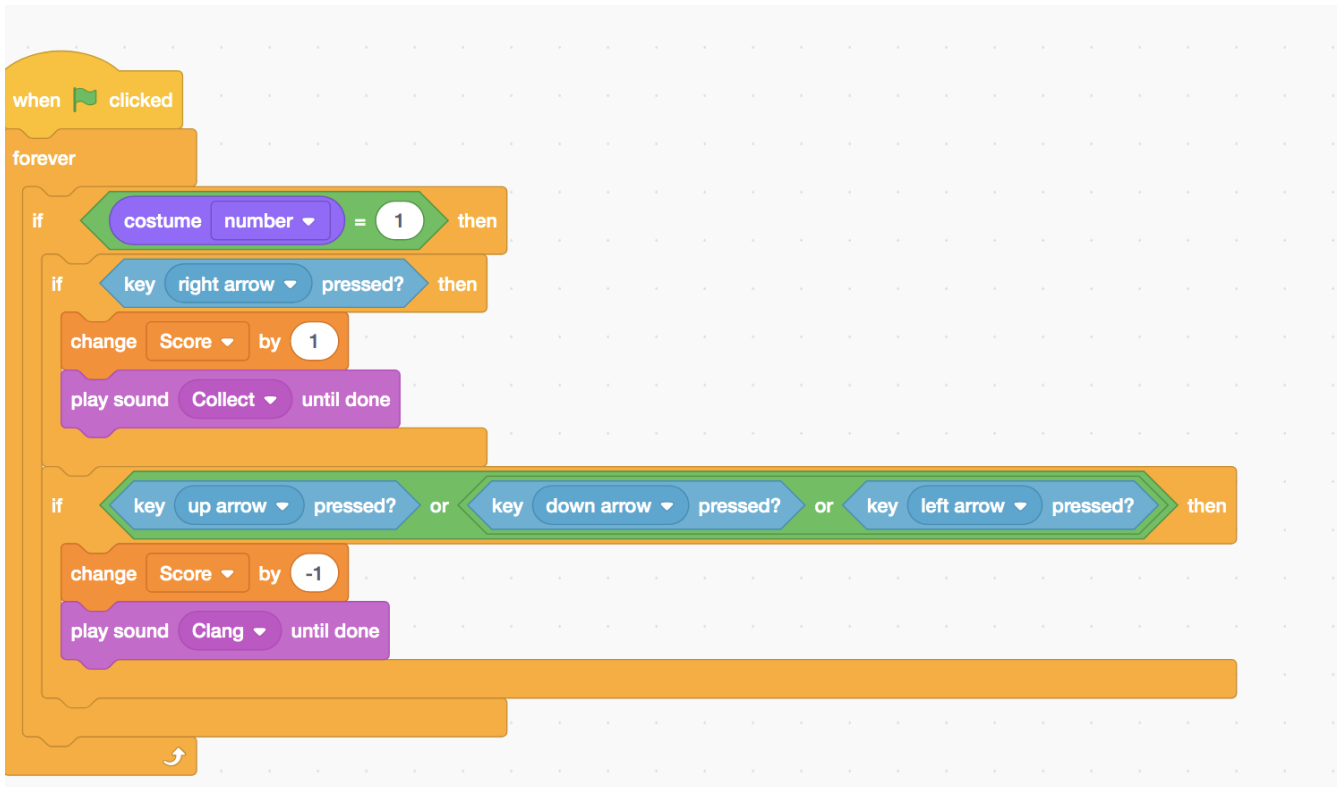 when clicked
forever
if costume number = 1 then
if key right arrow pressed? then
change Score by 1
play sound Collect until done
if key up arrow pressed? or key down arrow pressed? or key left arrow pressed? then
change Score by -1
play sound Clang until done